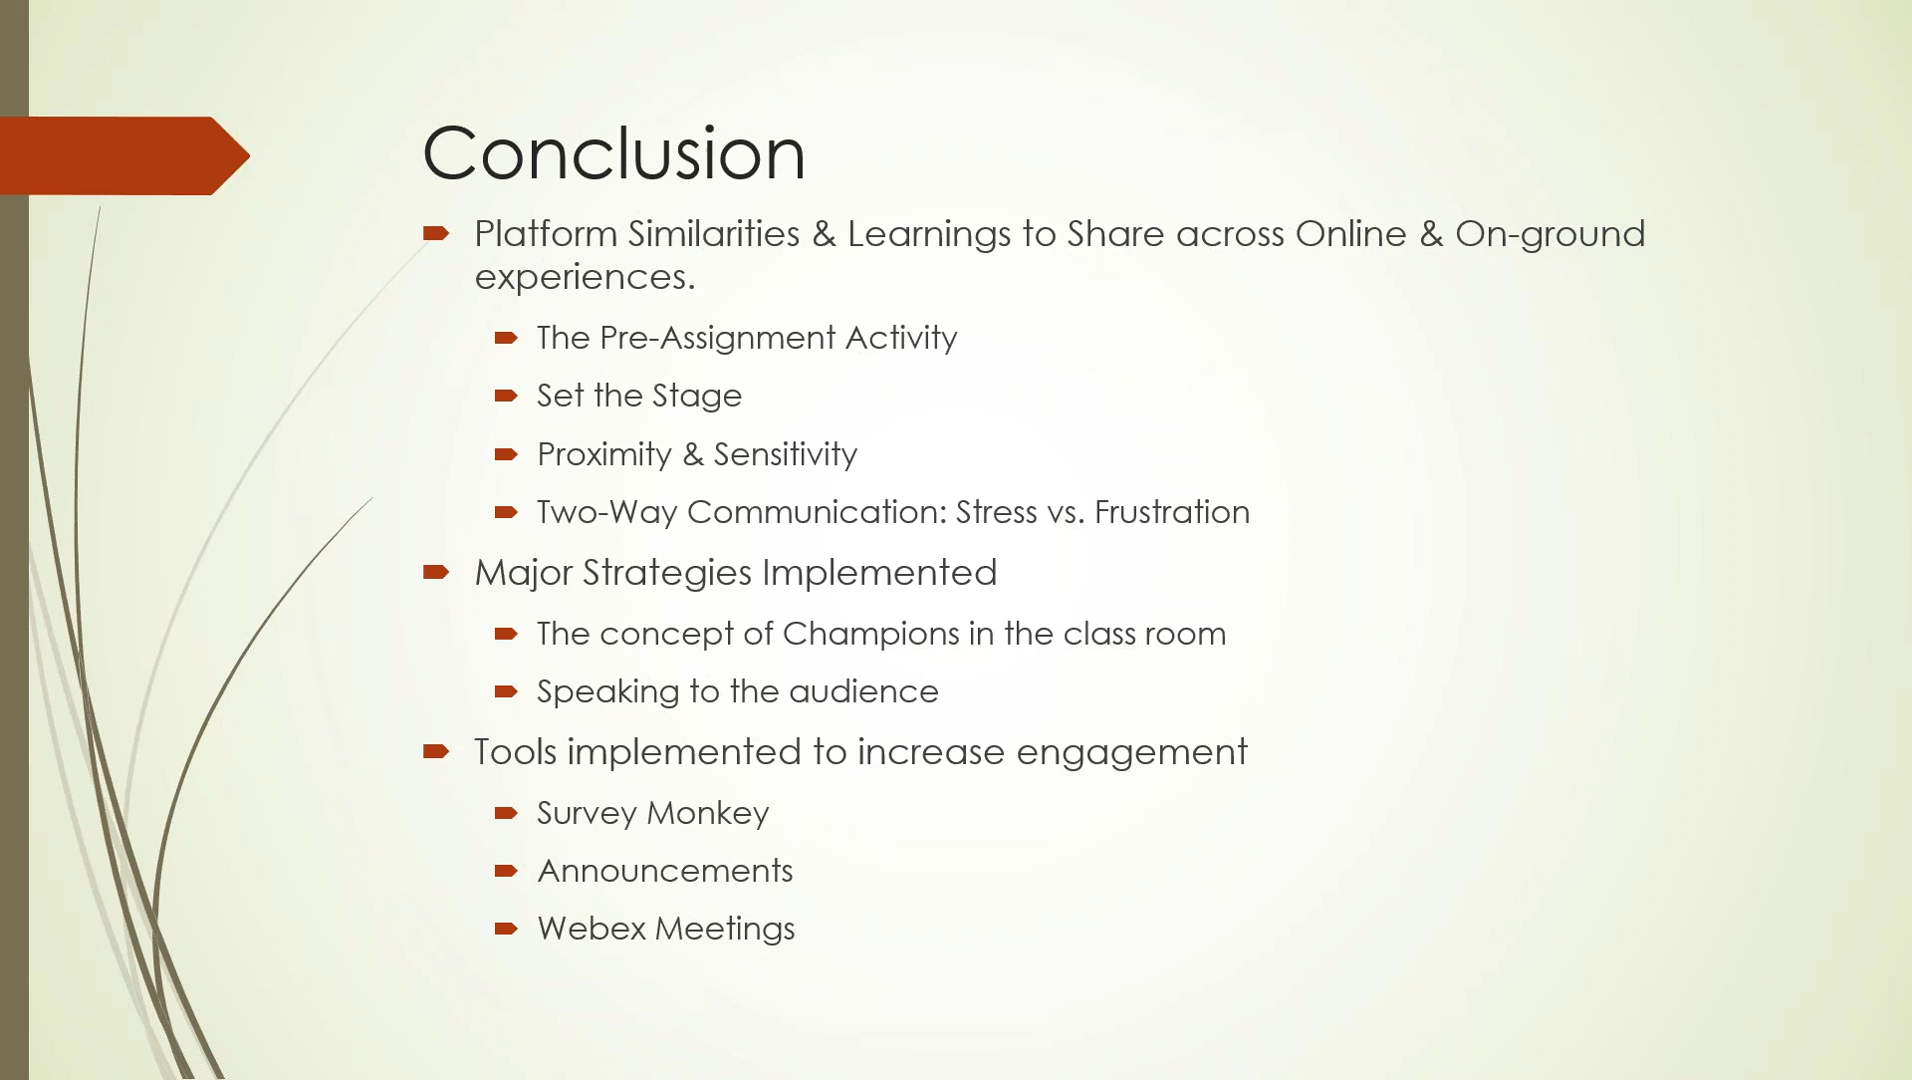 Conclusion
Platform Similarities & Learnings to Share across Online & On-ground
experiences.
The Pre-Assignment Activity
Set the Stage
Proximity & Sensitivity
Two-Way Communication: Stress vs. Frustration
Major Strategies Implemented
The concept of Champions in the class room
Speaking to the audience
Tools implemented to increase engagement
Survey Monkey
Announcements
Webex Meetings